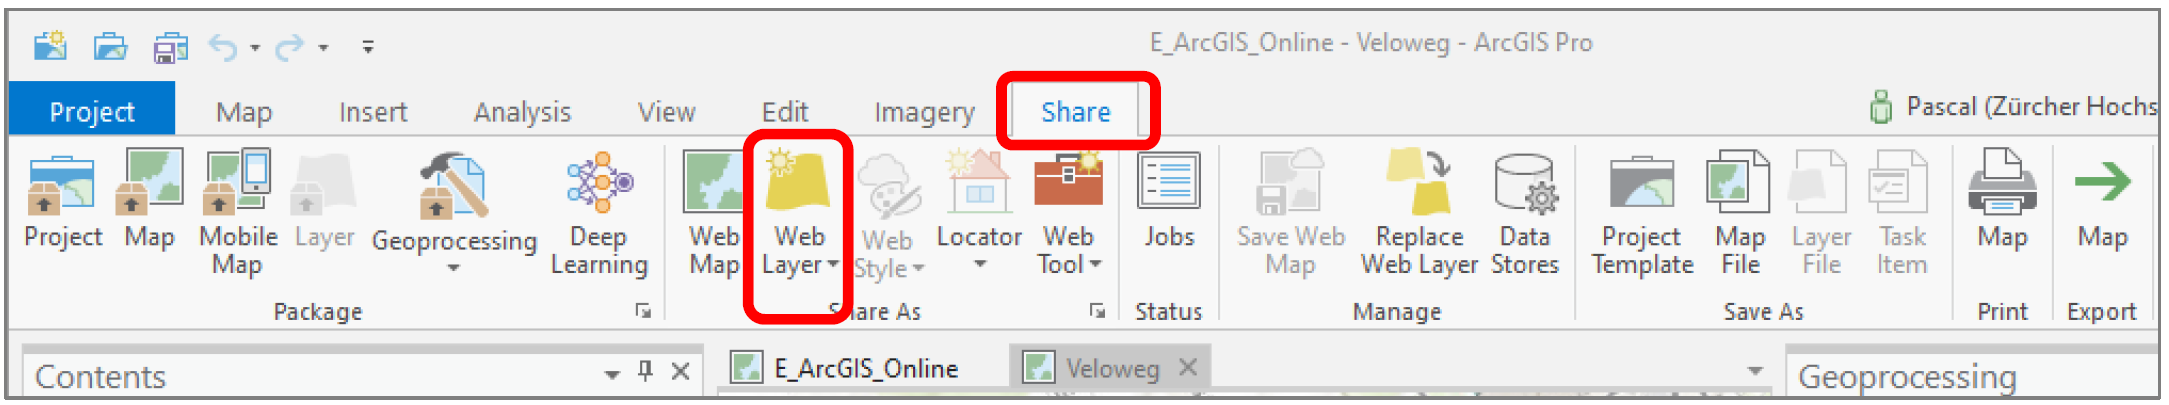 E_ArcGIS_Online - Veloweg - ArcGIS Pro
Project Map Insert Analysis View Edit Imagery Share Pascal (Zürcher Hochs
Project Map Mobile Map Layer Geoprocessing Deep Learning Web Map Web Layer Web Style Locator Web Tool Jobs Save Web Map Replace Web Layer Data Stores Project Template Map File Layer File Task Item Map Map
Package Share As Status Manage Save As Print Export
Contents E_ArcGIS_Online Veloweg Geoprocessing